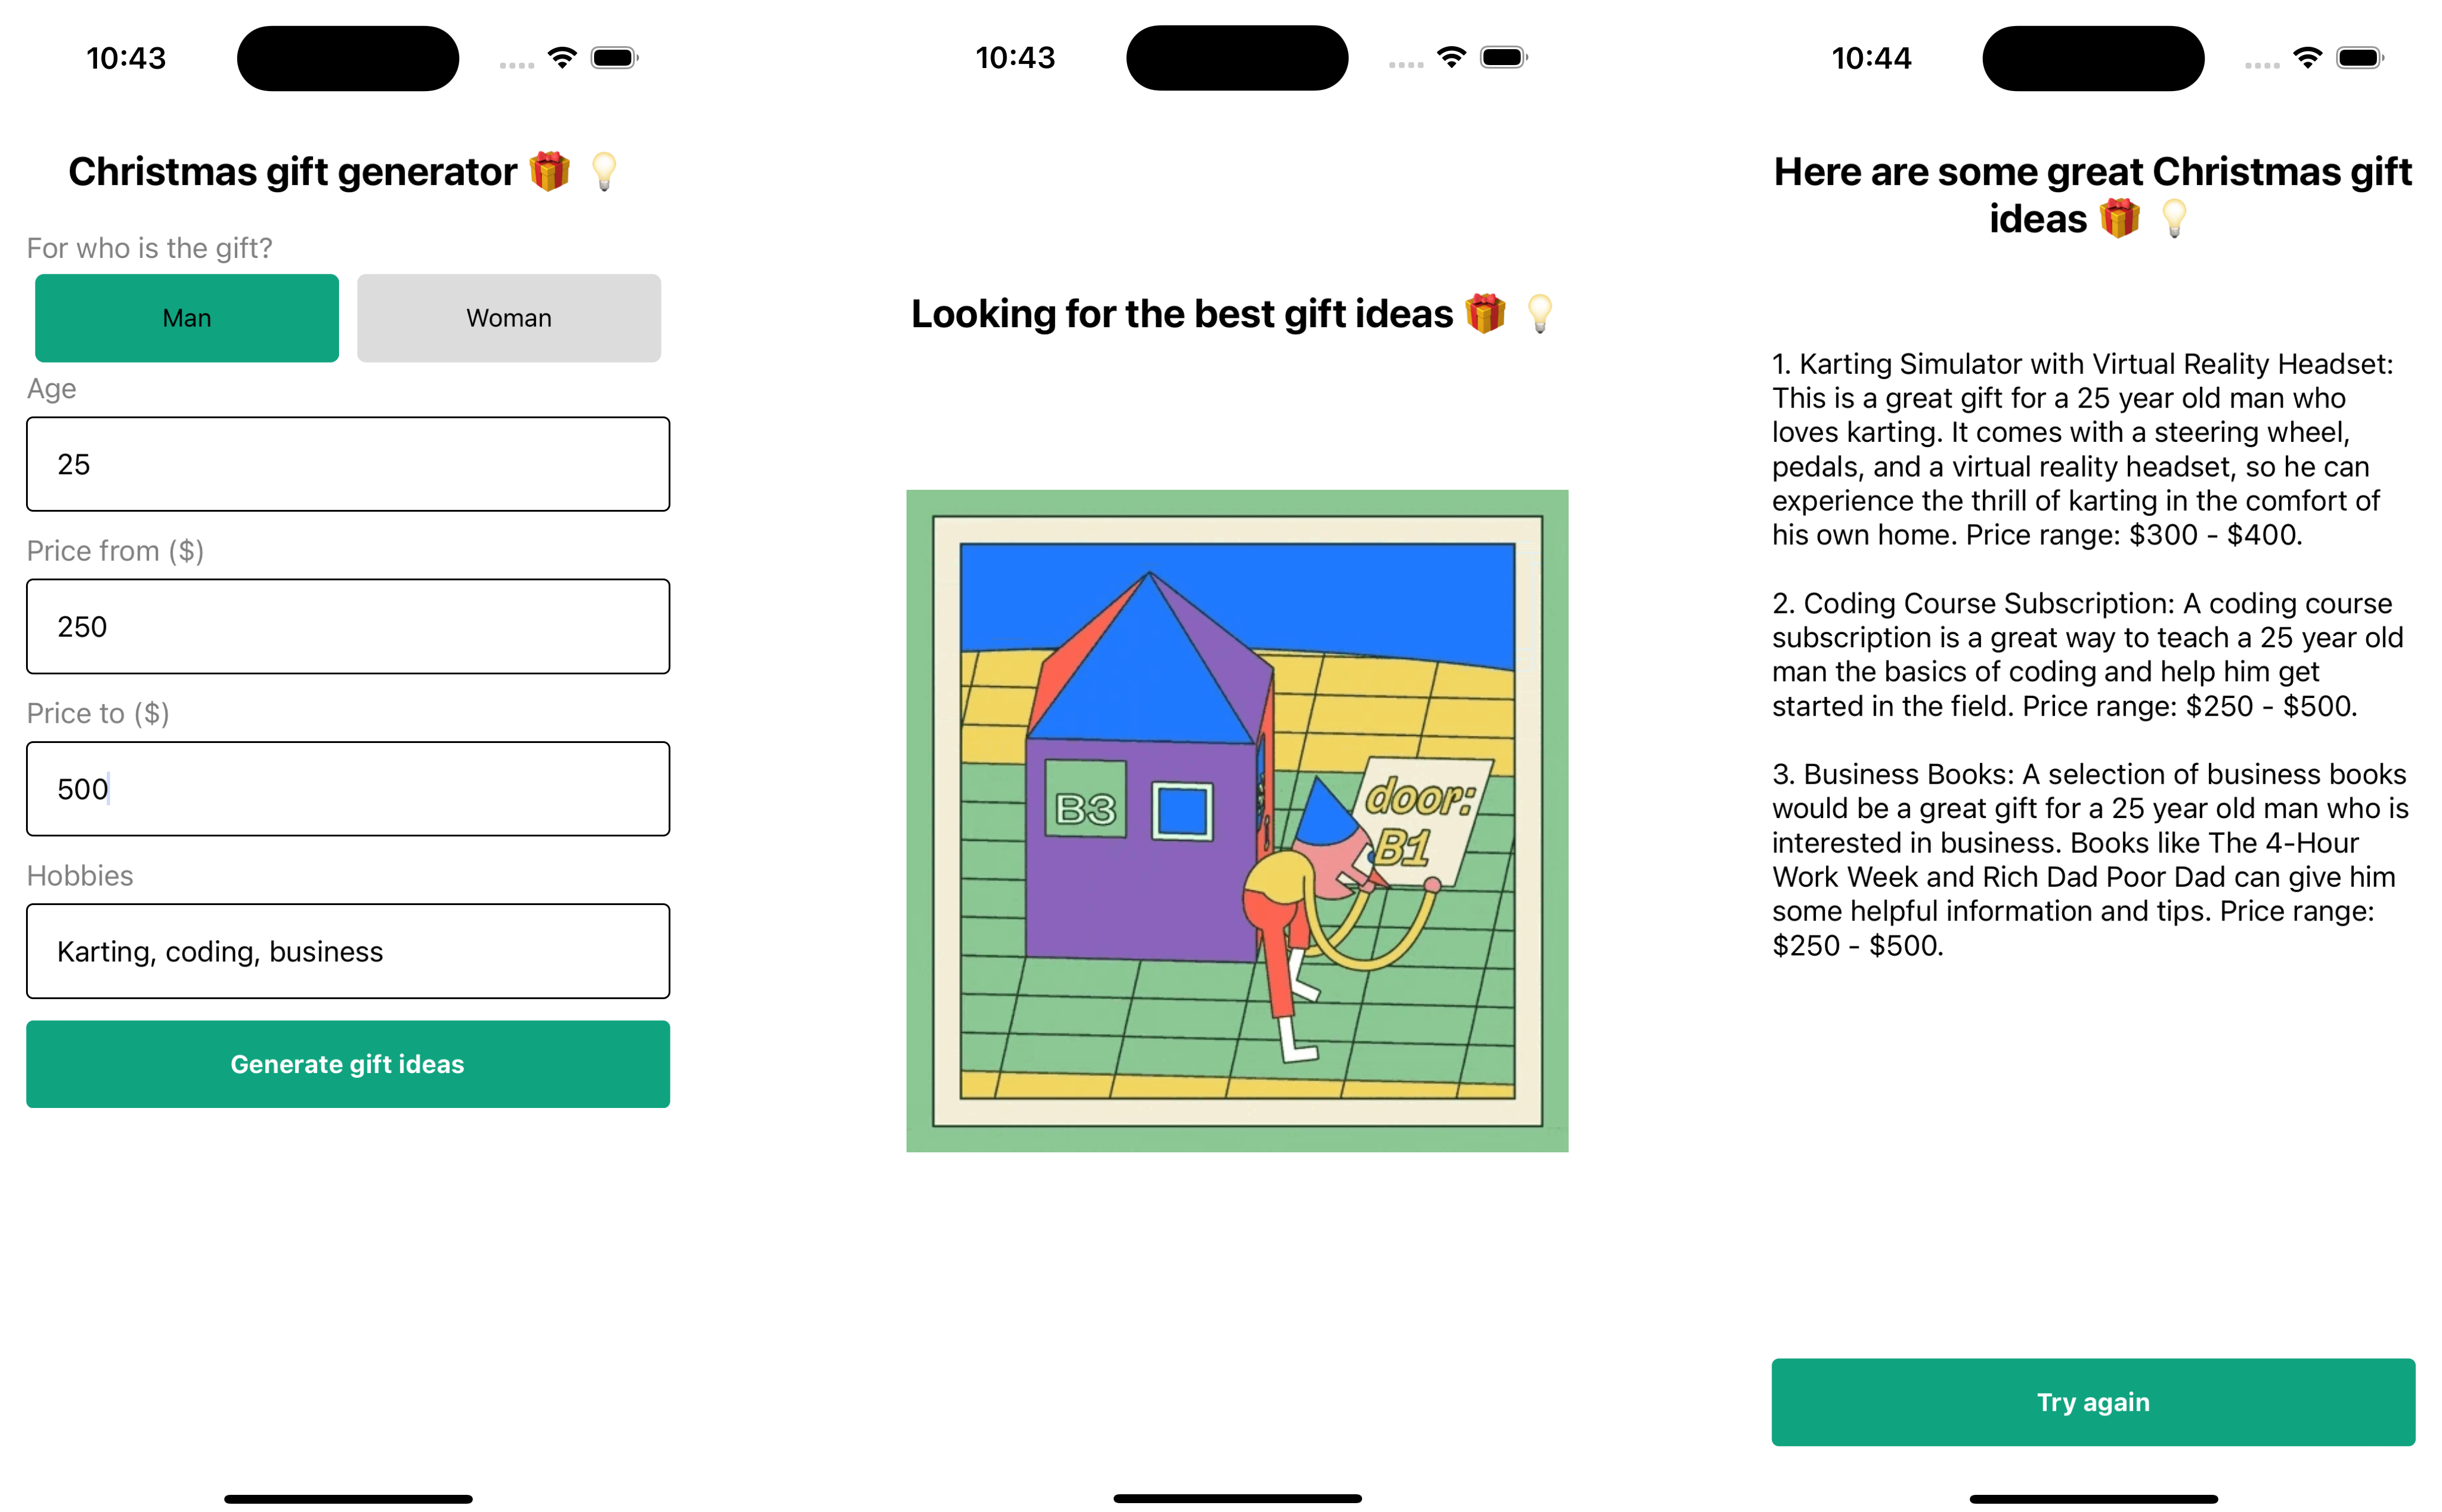 10:43
Christmas gift generator 🎁 💡
For who is the gift?
Man
Woman
Age
25
Price from ($)
250
Price to ($)
500
Hobbies
Karting, coding, business
Generate gift ideas
10:43
Looking for the best gift ideas 🎁 💡
B3
door:
B1
10:44
Here are some great Christmas gift
ideas 🎁 💡
1. Karting Simulator with Virtual Reality Headset:
This is a great gift for a 25 year old man who
loves karting. It comes with a steering wheel,
pedals, and a virtual reality headset, so he can
experience the thrill of karting in the comfort of
his own home. Price range: $300 - $400.
2. Coding Course Subscription: A coding course
subscription is a great way to teach a 25 year old
man the basics of coding and help him get
started in the field. Price range: $250 - $500.
3. Business Books: A selection of business books
would be a great gift for a 25 year old man who is
interested in business. Books like The 4-Hour
Work Week and Rich Dad Poor Dad can give him
some helpful information and tips. Price range:
$250 - $500.
Try again